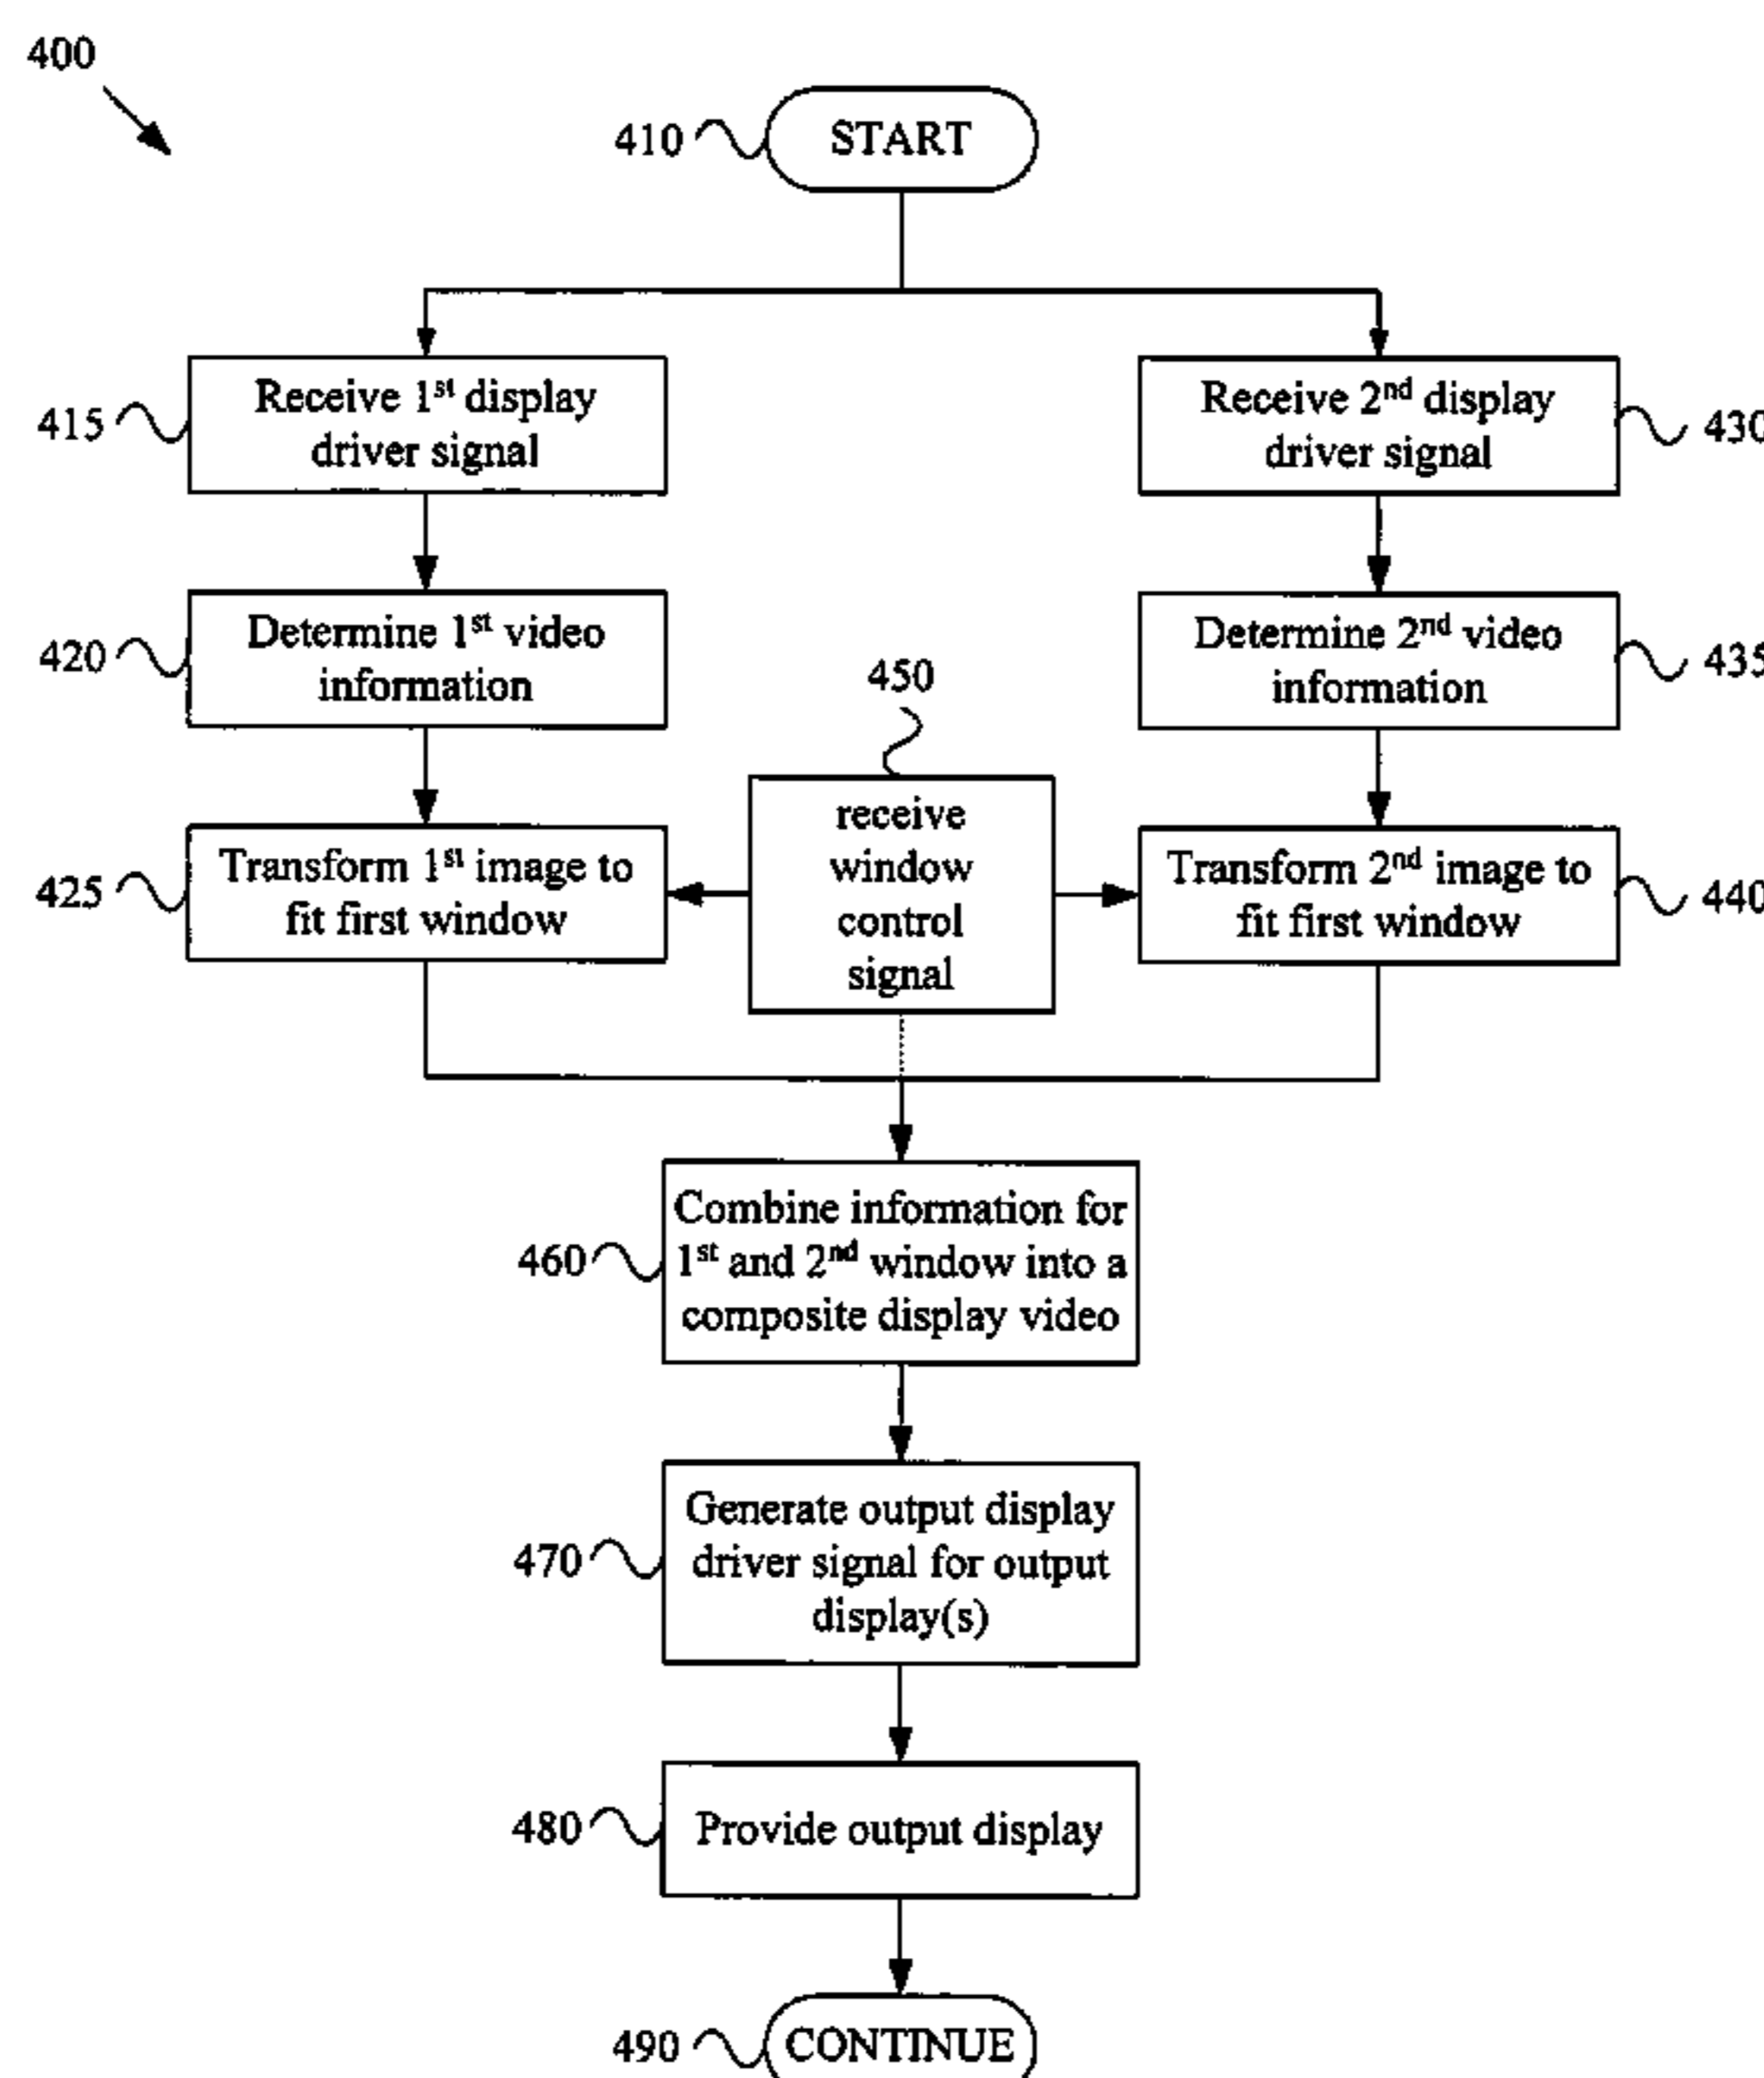 400
410
START
Receive 1st display
driver signal
415
Receive 2nd display
driver signal
430
Determine 1st video
information
420
Determine 2nd video
information
435
450
receive
window
control
signal
Transform 1st image to
fit first window
425
Transform 2nd image to
fit first window
440
Combine information for
1st and 2nd window into a
composite display video
460
Generate output display
driver signal for output
display(s)
470
Provide output display
480
490
CONTINUE